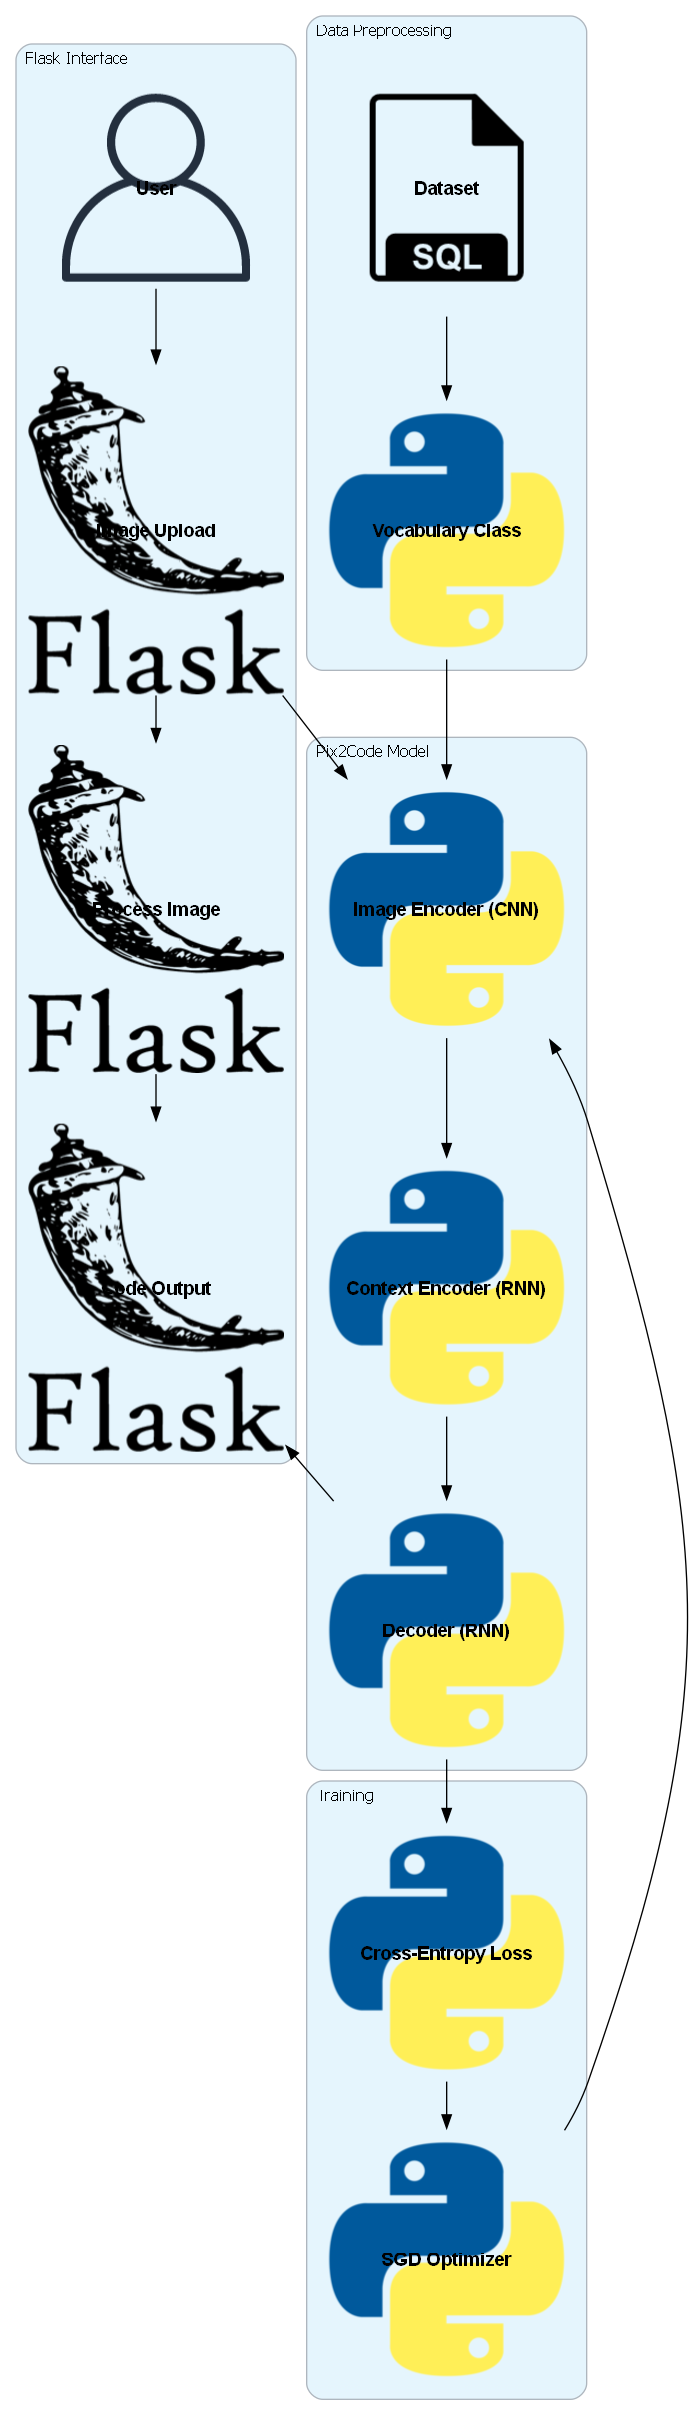 Flask Interface
User
Image Upload
Flask
Process Image
Flask
Code Output
Flask
Data Preprocessing
Dataset
SQL
Vocabulary Class
Pix2Code Model
Image Encoder (CNN)
Context Encoder (RNN)
Decoder (RNN)
Training
Cross-Entropy Loss
SGD Optimizer